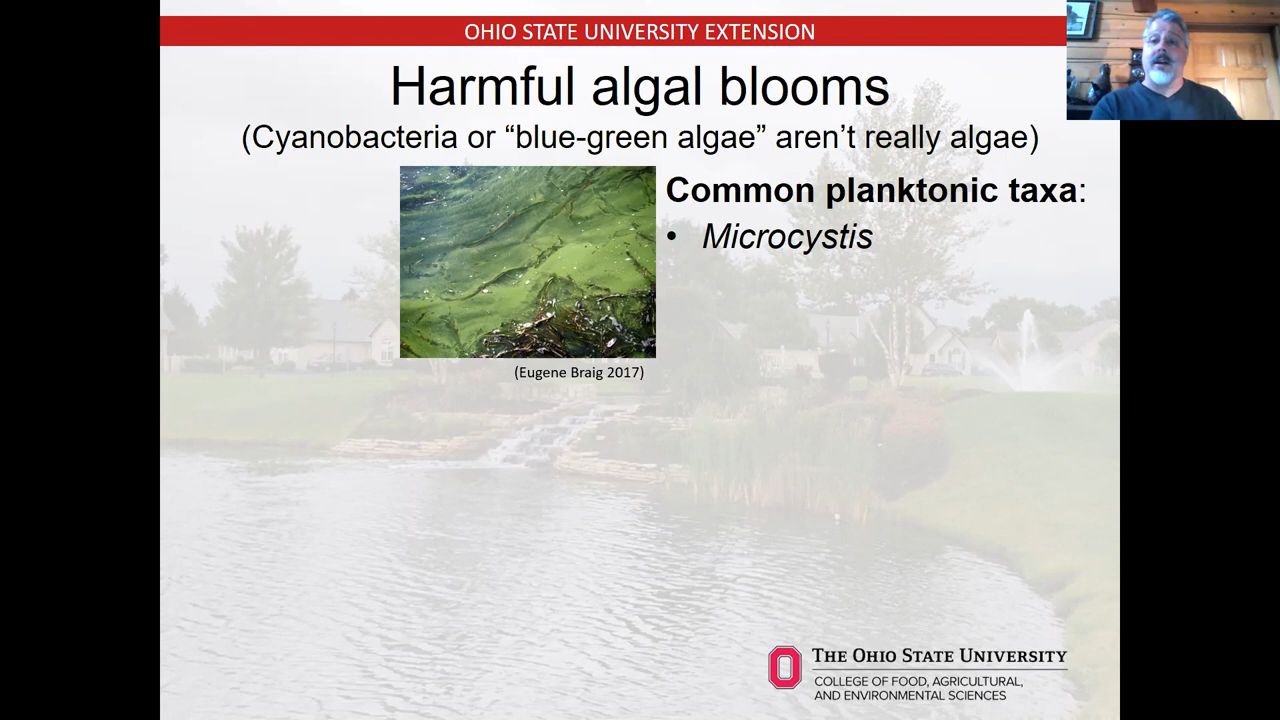 OHIO STATE UNIVERSITY EXTENSION
Harmful algal blooms
(Cyanobacteria or “blue-green algae” aren’t really algae)
Common planktonic taxa:
• Microcystis
(Eugene Braig 2017)
THE OHIO STATE UNIVERSITY
COLLEGE OF FOOD, AGRICULTURAL,
AND ENVIRONMENTAL SCIENCES